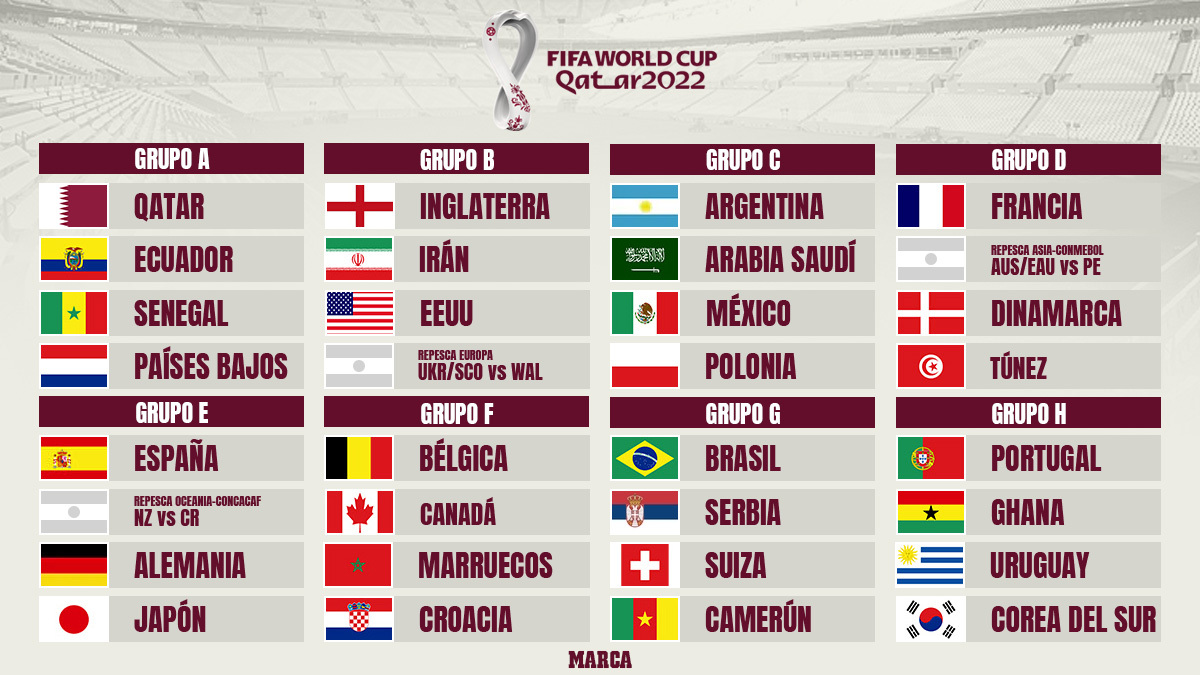 FIFA WORLD CUP
Qatar2022
GRUPO A
QATAR
ECUADOR
SENEGAL
PAÍSES BAJOS
GRUPO B
INGLATERRA
IRÁN
EEUU
REPESCA EUROPA
UKR/SCO vs WAL
GRUPO C
ARGENTINA
ARABIA SAUDÍ
MÉXICO
POLONIA
GRUPO D
FRANCIA
REPESCA ASIA-CONMEBOL
AUS/EAU vs PE
DINAMARCA
TÚNEZ
GRUPO E
ESPAÑA
REPESCA OCEANIA-CONCACAF
NZ vs CR
ALEMANIA
JAPÓN
GRUPO F
BÉLGICA
CANADÁ
MARRUECOS
CROACIA
GRUPO G
BRASIL
SERBIA
SUIZA
CAMERÚN
GRUPO H
PORTUGAL
GHANA
URUGUAY
COREA DEL SUR
MARCA